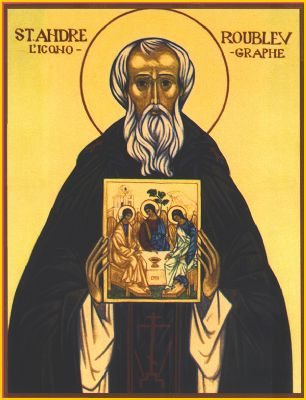 ST. ANDRE ROUBLEV
L'ICONO - - GRAPHE